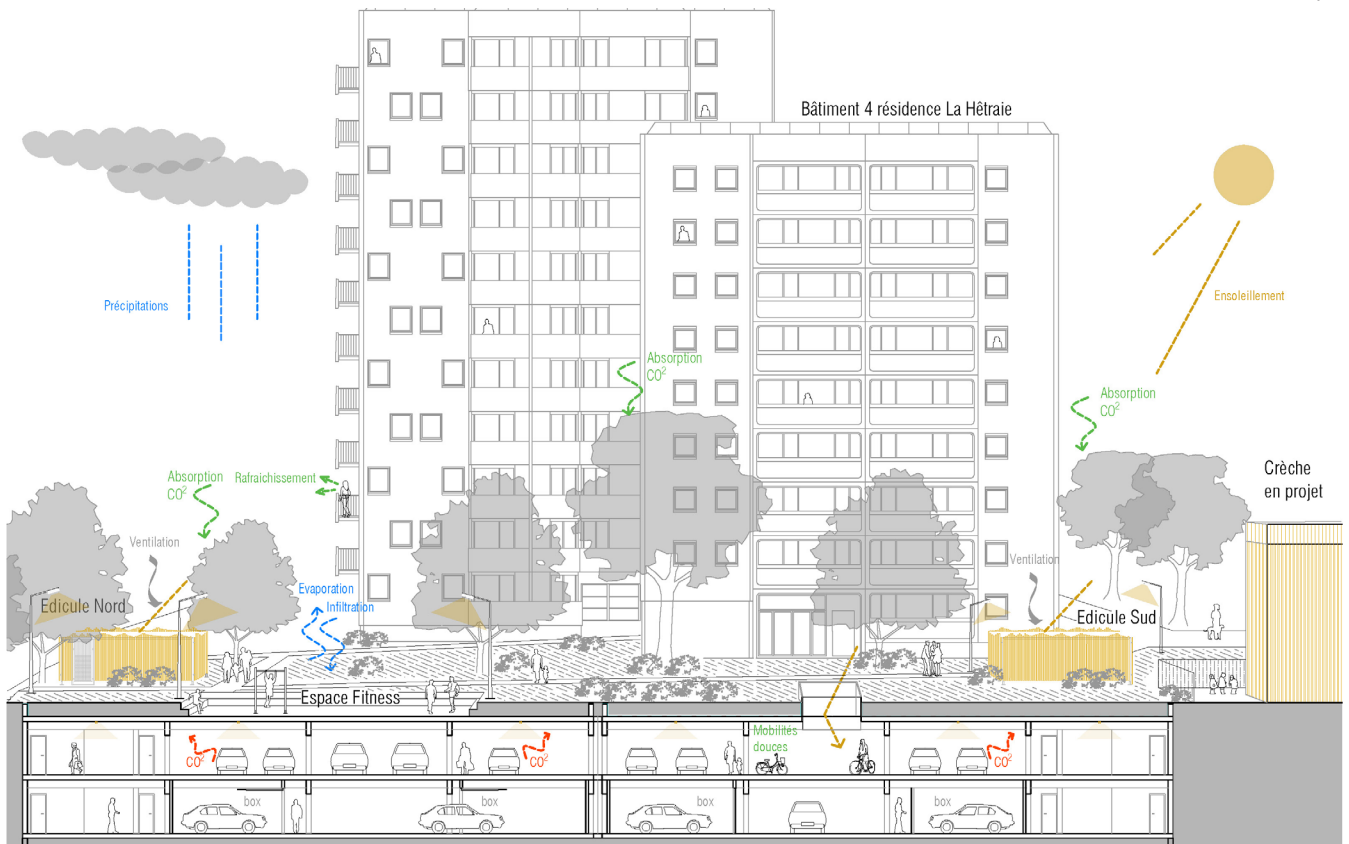 Bâtiment 4 résidence La Hêtraie
Précipitations
Ensoleillement
Absorption
CO²
Absorption
CO²
Absorption
CO²
Rafraichissement
Crèche
en projet
Ventilation
Ventilation
Evaporation
Infiltration
Edicule Nord
Edicule Sud
Espace Fitness
Mobilités
douces
CO²
CO²
CO²
box
box
box
box